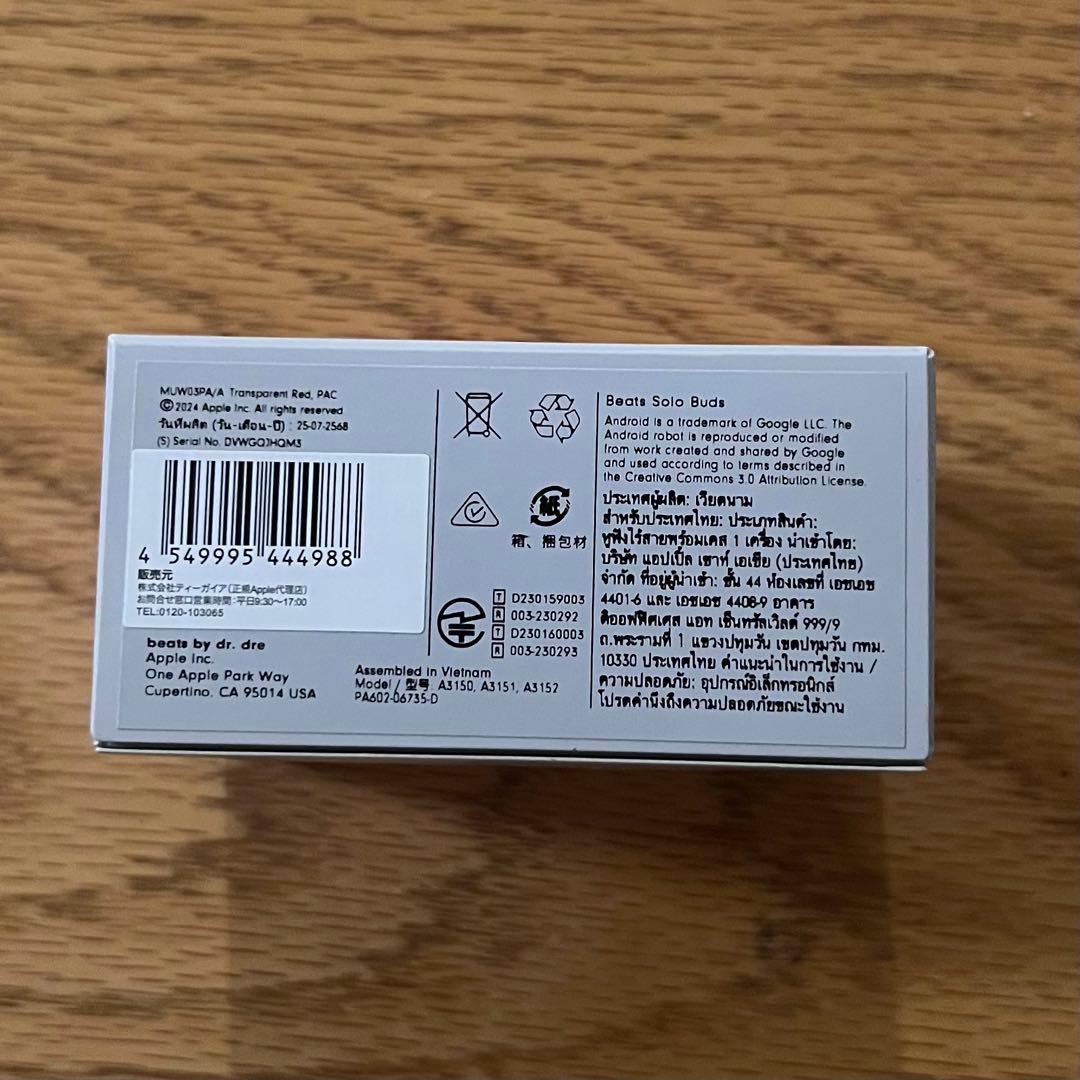 MUW03PA/A Transparent Red, PAC
©2024 Apple Inc. All rights reserved
วันที่ผลิต (วัน-เดือน-ปี) : 25-07-2568
(S) Serial No. DVWGQJHQM3
4 549995 444988
販売元
株式会社ティーガイア(正規Apple代理店)
お問合せ窓口営業時間:平日9:30~17:00
TEL:0120-103065
beats by dr. dre
Apple Inc.
One Apple Park Way
Cupertino, CA 95014 USA
紙
箱、梱包材
T D230159003
R 003-230292
T D230160003
R 003-230293
Assembled in Vietnam
Model / 型号: A3150, A3151, A3152
PA602-06735-D
Beats Solo Buds
Android is a trademark of Google LLC. The
Android robot is reproduced or modified
from work created and shared by Google
and used according to terms described in
the Creative Commons 3.0 Attribution License.
ประเทศผู้ผลิต: เวียดนาม
สำหรับประเทศไทย: ประเภทสินค้า:
หูฟังไร้สายพร้อมเคส 1 เครื่อง นำเข้าโดย:
บริษัท แอปเปิ้ล เซาท์ เอเชีย (ประเทศไทย)
จำกัด ที่อยู่ผู้นำเข้า: ชั้น 44 ห้องเลขที่ เอชเอช
4401-6 และ เอชเอช 4408-9 อาคาร
ดิออฟฟิศเศส แอท เซ็นทรัลเวิลด์ 999/9
ถ.พระรามที่ 1 แขวงปทุมวัน เขตปทุมวัน กทม.
10330 ประเทศไทย คำแนะนำในการใช้งาน /
ความปลอดภัย: อุปกรณ์อิเล็กทรอนิกส์
โปรดคำนึงถึงความปลอดภัยขณะใช้งาน